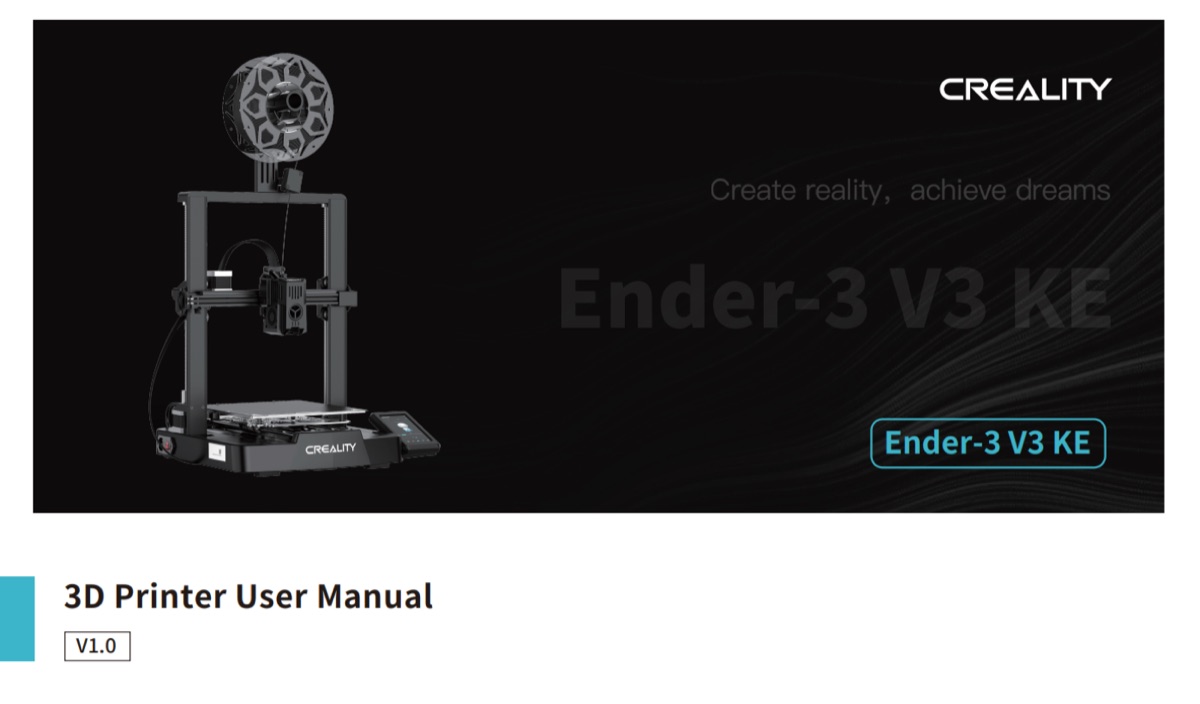 CREALITY
Create reality, achieve dreams
Ender-3 V3 KE
Ender-3 V3 KE
CREALITY
3D Printer User Manual
V1.0